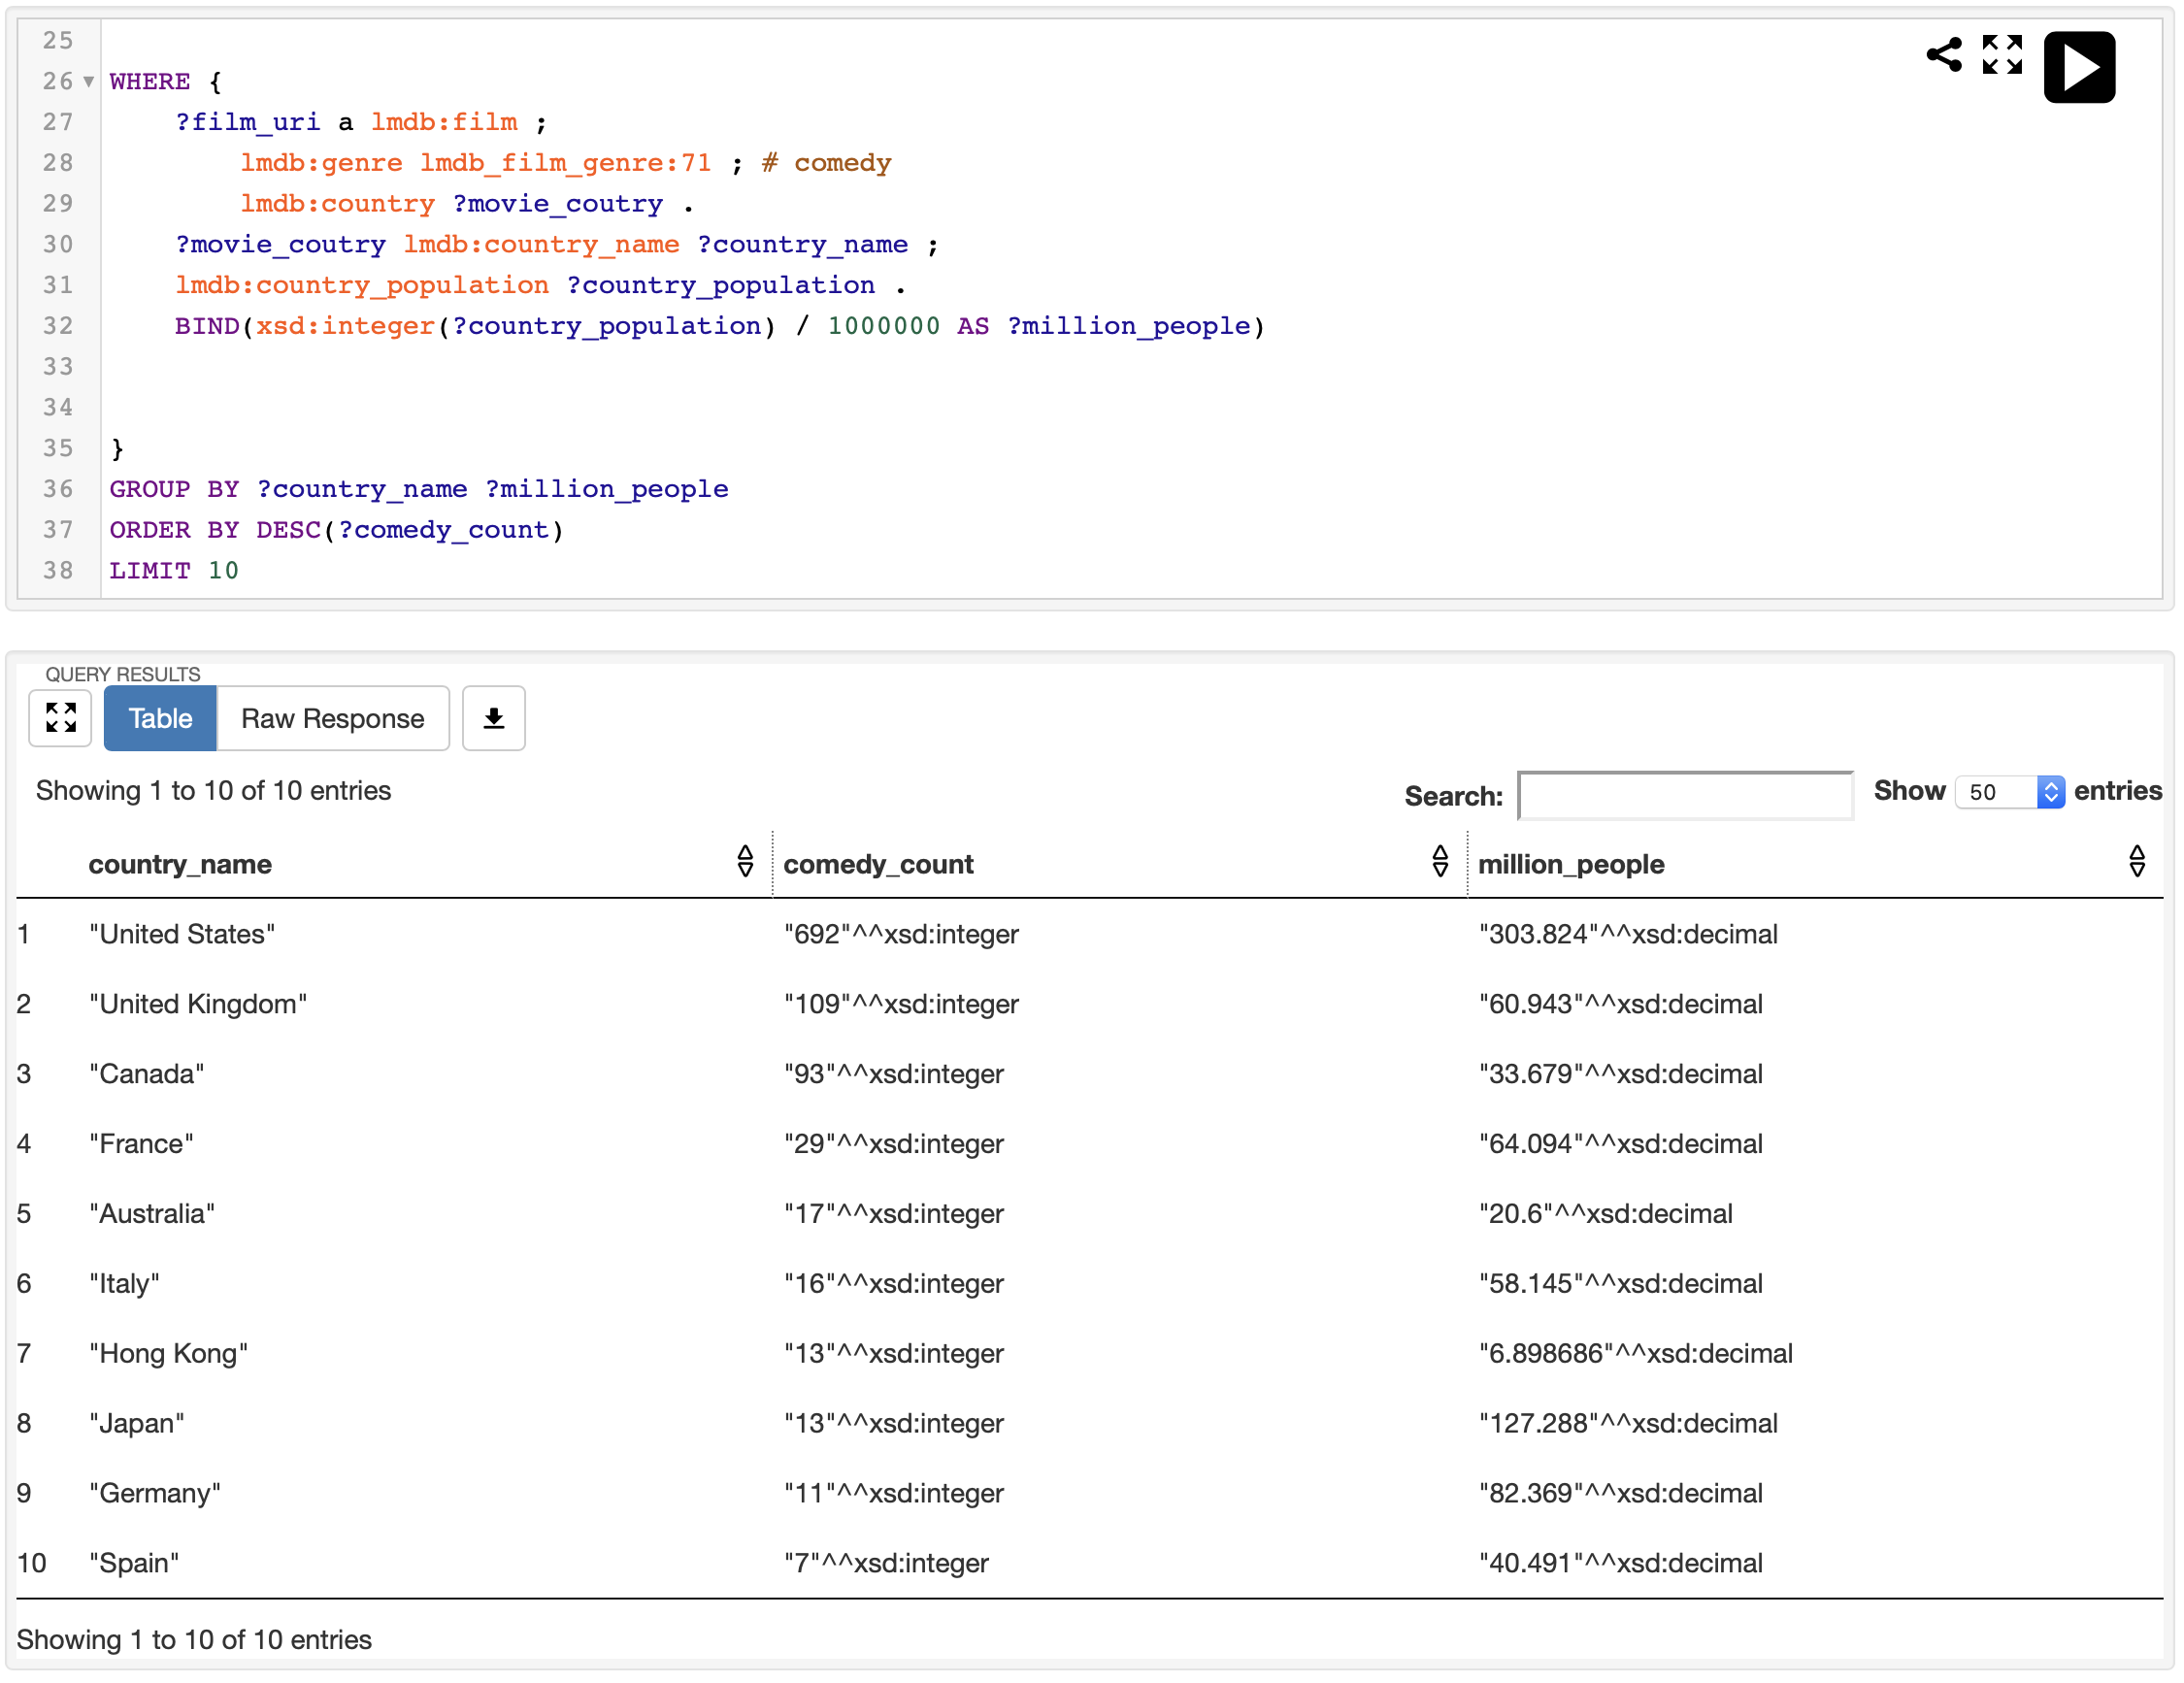 25
26 WHERE {
27 ?film_uri a lmdb:film ;
28 lmdb:genre lmdb_film_genre:71 ; # comedy
29 lmdb:country ?movie_coutry .
30 ?movie_coutry lmdb:country_name ?country_name ;
31 lmdb:country_population ?country_population .
32 BIND(xsd:integer(?country_population) / 1000000 AS ?million_people)
33
34
35 }
36 GROUP BY ?country_name ?million_people
37 ORDER BY DESC(?comedy_count)
38 LIMIT 10
QUERY RESULTS
Table Raw Response
Showing 1 to 10 of 10 entries Search: Show 50 entries
country_name comedy_count million_people
1 "United States" "692"^^xsd:integer "303.824"^^xsd:decimal
2 "United Kingdom" "109"^^xsd:integer "60.943"^^xsd:decimal
3 "Canada" "93"^^xsd:integer "33.679"^^xsd:decimal
4 "France" "29"^^xsd:integer "64.094"^^xsd:decimal
5 "Australia" "17"^^xsd:integer "20.6"^^xsd:decimal
6 "Italy" "16"^^xsd:integer "58.145"^^xsd:decimal
7 "Hong Kong" "13"^^xsd:integer "6.898686"^^xsd:decimal
8 "Japan" "13"^^xsd:integer "127.288"^^xsd:decimal
9 "Germany" "11"^^xsd:integer "82.369"^^xsd:decimal
10 "Spain" "7"^^xsd:integer "40.491"^^xsd:decimal
Showing 1 to 10 of 10 entries